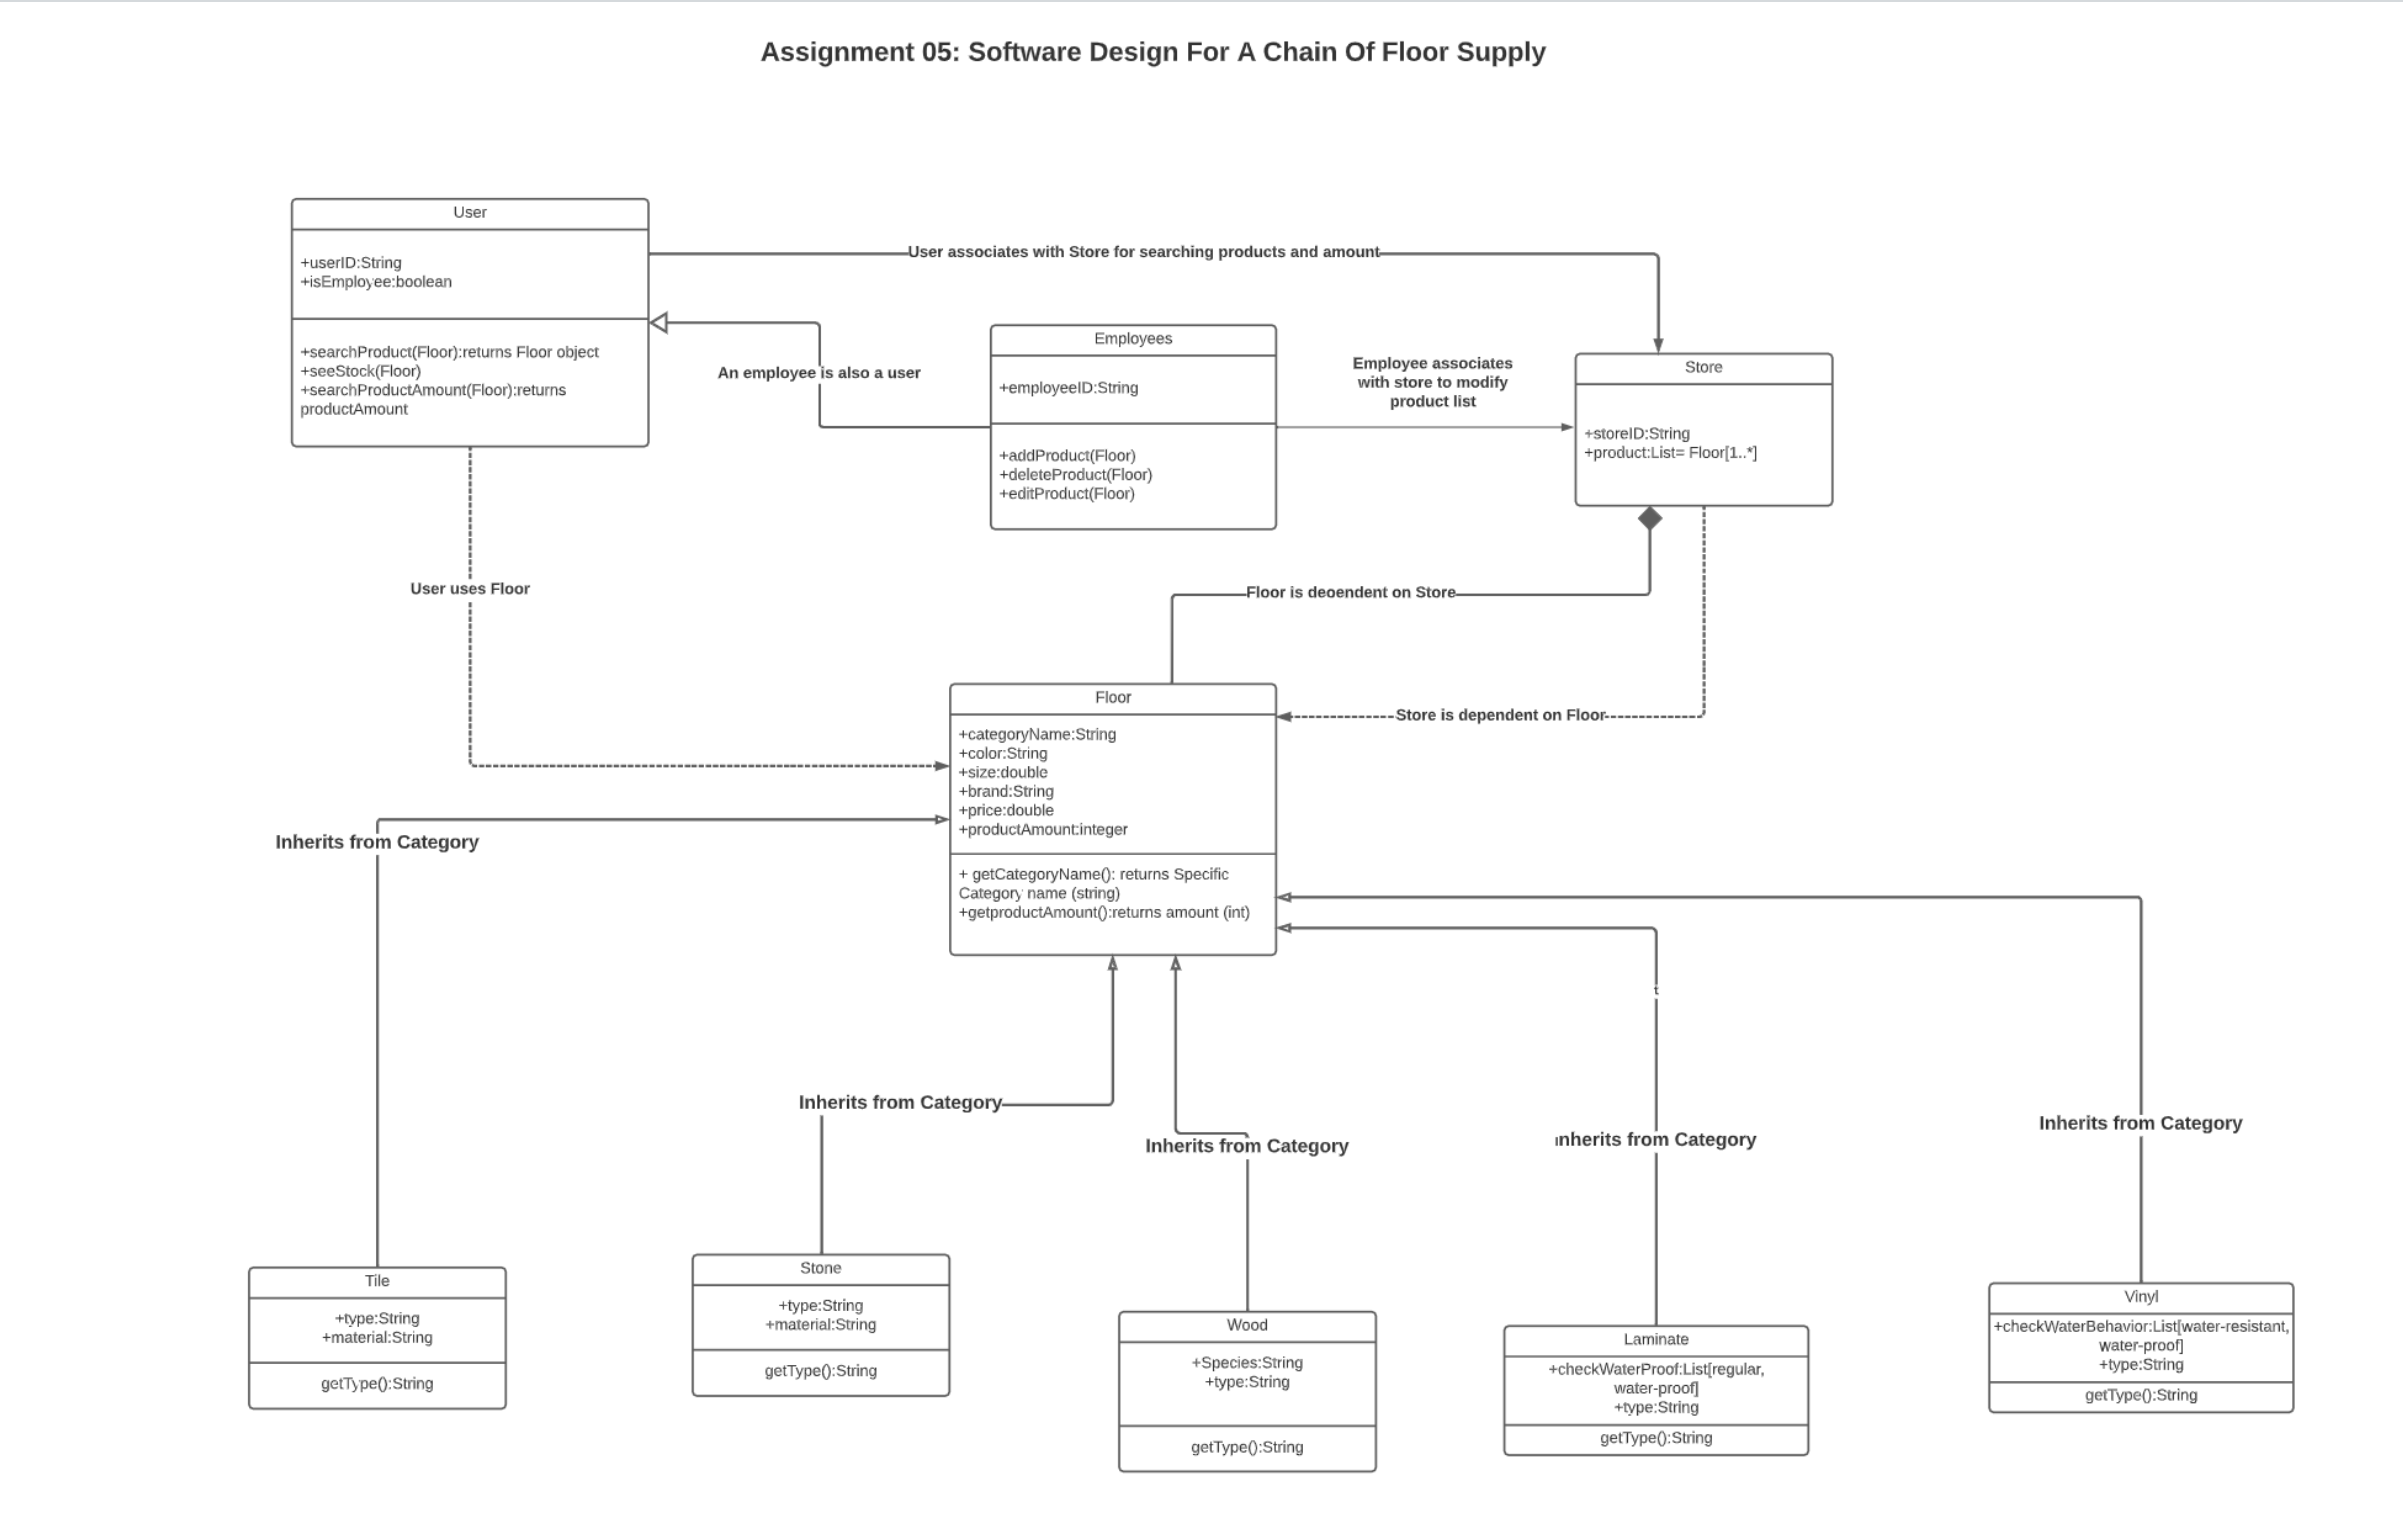 Assignment 05: Software Design For A Chain Of Floor Supply
User
+userID:String
+isEmployee:boolean
+searchProduct(Floor):returns Floor object
+seeStock(Floor)
+searchProductAmount(Floor):returns
productAmount
User associates with Store for searching products and amount
An employee is also a user
Employees
+employeeID:String
+addProduct(Floor)
+deleteProduct(Floor)
+editProduct(Floor)
Employee associates
with store to modify
product list
Store
+storeID:String
+product:List= Floor[1..*]
User uses Floor
Floor is deoendent on Store
Store is dependent on Floor
Floor
+categoryName:String
+color:String
+size:double
+brand:String
+price:double
+productAmount:integer
+ getCategoryName(): returns Specific
Category name (string)
+getproductAmount():returns amount (int)
Inherits from Category
Inherits from Category
Inherits from Category
t
Inherits from Category
Inherits from Category
Tile
+type:String
+material:String
getType():String
Stone
+type:String
+material:String
getType():String
Wood
+Species:String
+type:String
getType():String
Laminate
+checkWaterProof:List[regular,
water-proof]
+type:String
getType():String
Vinyl
+checkWaterBehavior:List[water-resistant,
water-proof]
+type:String
getType():String